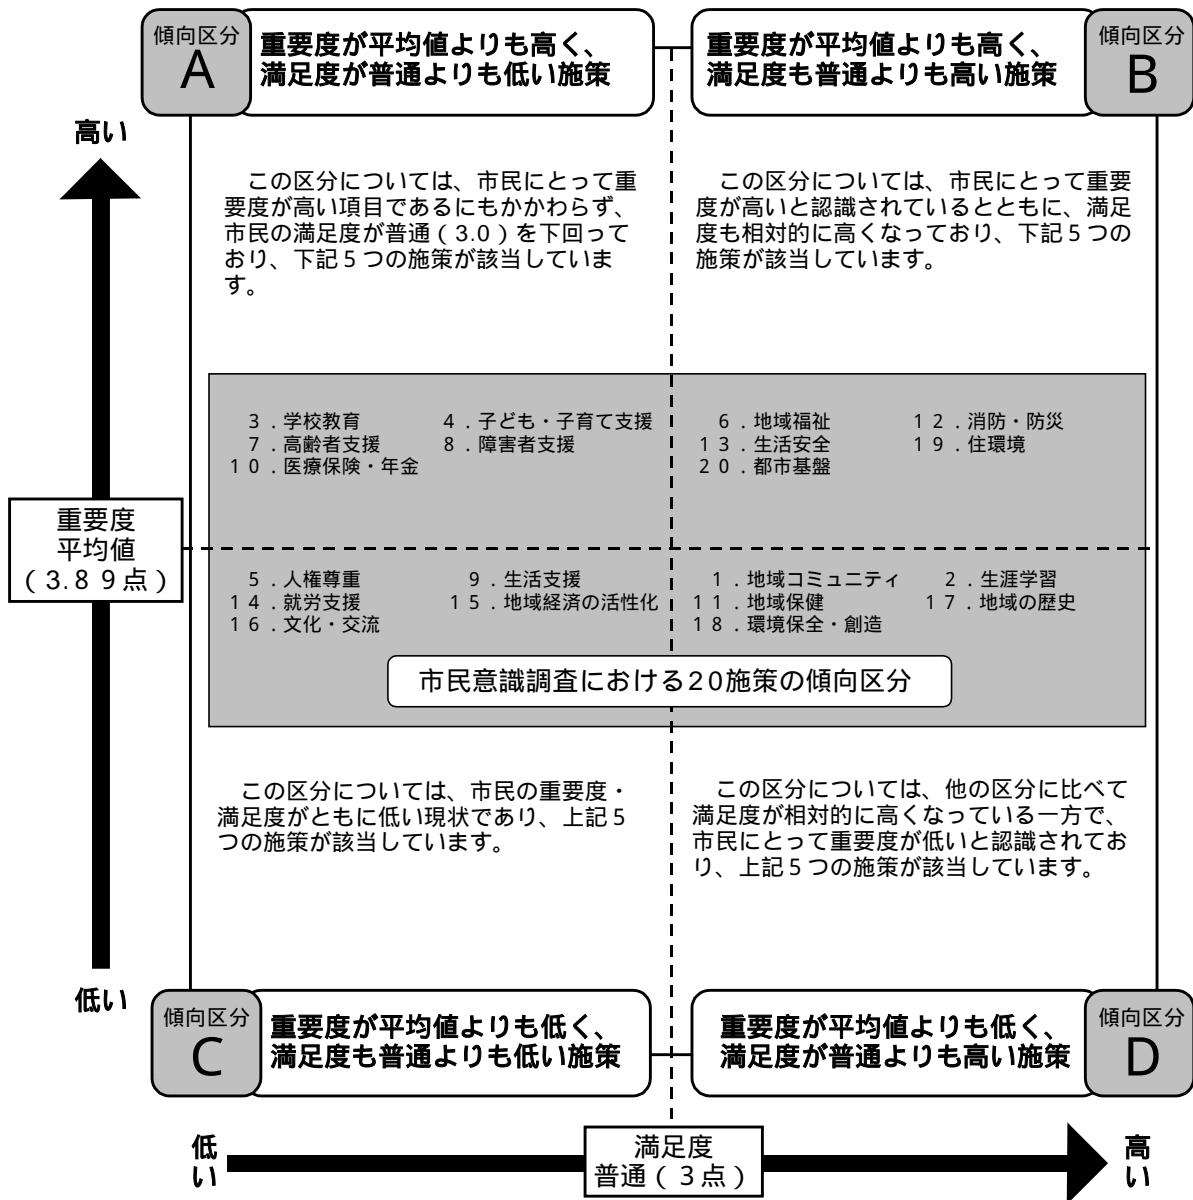 傾向区分
A
重要度が平均値よりも高く、
満足度が普通よりも低い施策
重要度が平均値よりも高く、
満足度も普通よりも高い施策
傾向区分
B
高い
この区分については、市民にとって重
要度が高い項目であるにもかかわらず、
市民の満足度が普通(3.0)を下回って
おり、下記5つの施策が該当していま
す。
この区分については、市民にとって重要
度が高いと認識されているとともに、満足
度も相対的に高くなっており、下記5つの
施策が該当しています。
3.学校教育 4.子ども・子育て支援
7.高齢者支援 8.障害者支援
10.医療保険・年金
6.地域福祉 12.消防・防災
13.生活安全 19.住環境
20.都市基盤
重要度
平均値
(3.89点)
5.人権尊重 9.生活支援
14.就労支援 15.地域経済の活性化
16.文化・交流
1.地域コミュニティ 2.生涯学習
11.地域保健 17.地域の歴史
18.環境保全・創造
市民意識調査における20施策の傾向区分
この区分については、市民の重要度・
満足度がともに低い現状であり、上記5
つの施策が該当しています。
この区分については、他の区分に比べて
満足度が相対的に高くなっている一方で、
市民にとって重要度が低いと認識されてお
り、上記5つの施策が該当しています。
低い
傾向区分
C
重要度が平均値よりも低く、
満足度も普通よりも低い施策
重要度が平均値よりも低く、
満足度が普通よりも高い施策
傾向区分
D
低い
満足度
普通(3点)
高い